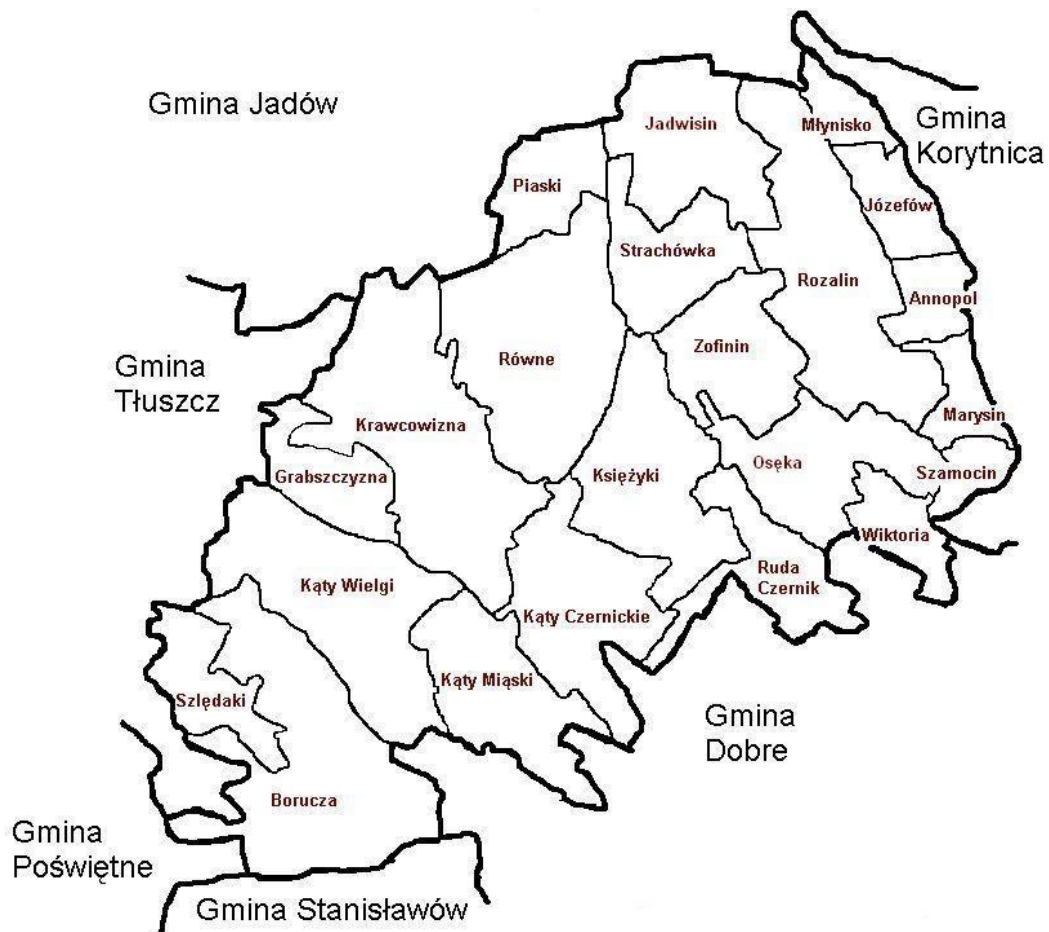 Gmina Jadów
Jadwisin
Młynisko
Gmina
Korytnica
Piaski
Józefów
Strachówka
Rozalin
Annopol
Zofinin
Równe
Gmina
Tłuszcz
Krawcowizna
Marysin
Grabszczyzna
Księżyki
Osęka
Szamocin
Wiktoria
Ruda
Czernik
Kąty Wielgi
Kąty Czernickie
Kąty Miąski
Szlędaki
Gmina
Dobre
Borucza
Gmina
Poświętne
Gmina Stanisławów